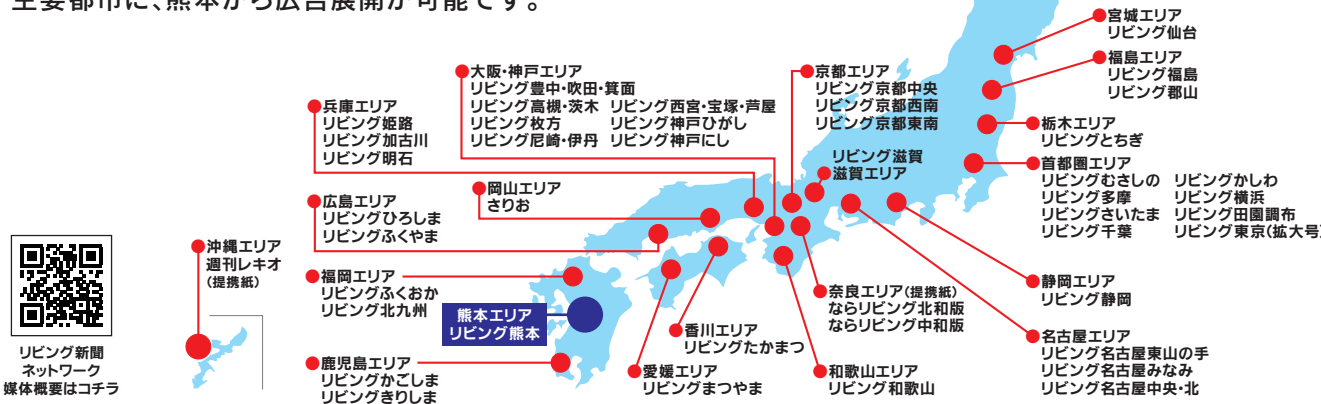 主要都市に、熊本から広告展開が可能です。
宮城エリア
リビング仙台
福島エリア
リビング福島
リビング郡山
栃木エリア
リビングとちぎ
首都圏エリア
リビングむさしの リビングかしわ
リビング多摩 リビング横浜
リビングさいたま リビング田園調布
リビング千葉 リビング東京(拡大号)
京都エリア
リビング京都中央
リビング京都西南
リビング京都東南
リビング滋賀
滋賀エリア
大阪・神戸エリア
リビング豊中・吹田・箕面
リビング高槻・茨木 リビング西宮・宝塚・芦屋
リビング枚方 リビング神戸ひがし
リビング尼崎・伊丹 リビング神戸にし
兵庫エリア
リビング姫路
リビング加古川
リビング明石
岡山エリア
さりお
広島エリア
リビングひろしま
リビングふくやま
沖縄エリア
週刊レキオ
(提携紙)
福岡エリア
リビングふくおか
リビング北九州
熊本エリア
リビング熊本
鹿児島エリア
リビングかごしま
リビングきりしま
香川エリア
リビングたかまつ
愛媛エリア
リビングまつやま
奈良エリア(提携紙)
ならリビング北和版
ならリビング中和版
和歌山エリア
リビング和歌山
静岡エリア
リビング静岡
名古屋エリア
リビング名古屋東山の手
リビング名古屋みなみ
リビング名古屋中央・北
リビング新聞
ネットワーク
媒体概要はコチラ